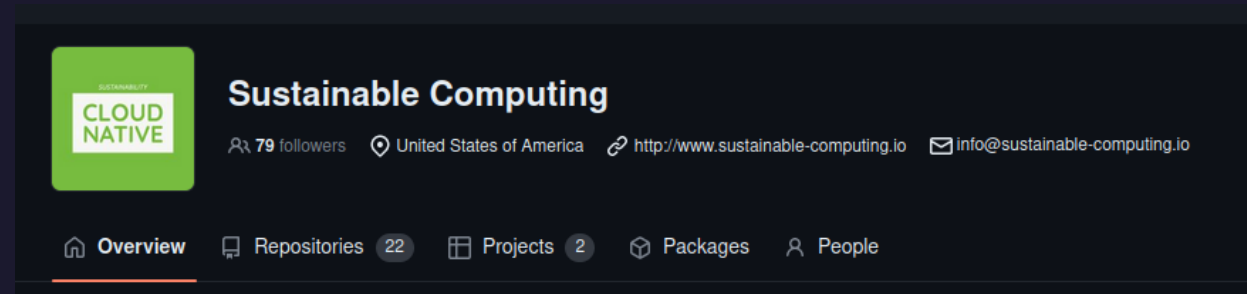 SUSTAINABILITY
CLOUD
NATIVE
Sustainable Computing
79 followers United States of America http://www.sustainable-computing.io info@sustainable-computing.io
Overview Repositories 22 Projects 2 Packages People